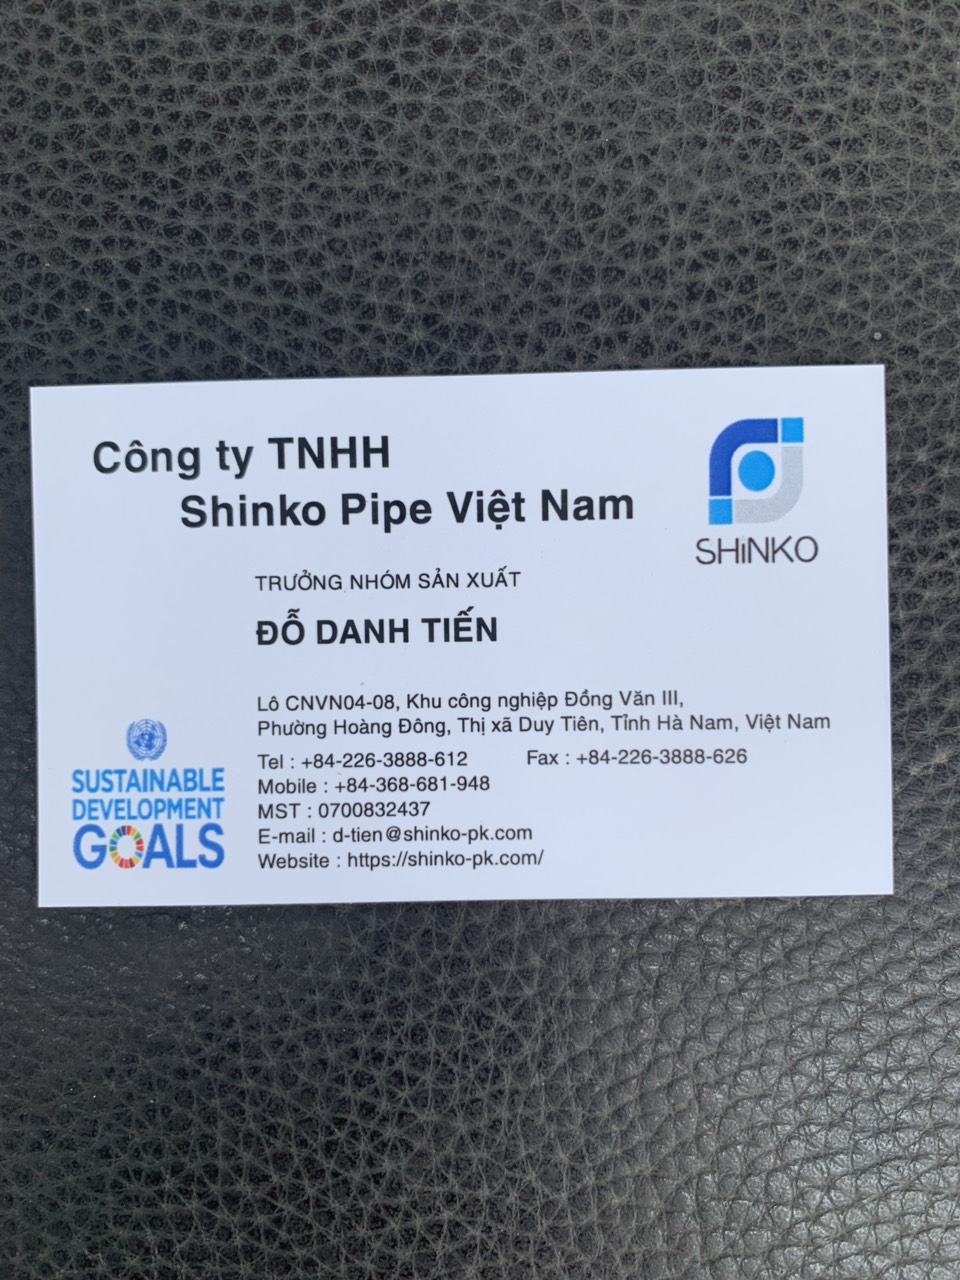 Công ty TNHH
Shinko Pipe Việt Nam
SHiNKO
TRƯỞNG NHÓM SẢN XUẤT
ĐỖ DANH TIẾN
Lô CNVN04-08, Khu công nghiệp Đồng Văn III,
Phường Hoàng Đông, Thị xã Duy Tiên, Tỉnh Hà Nam, Việt Nam
Tel : +84-226-3888-612 Fax : +84-226-3888-626
Mobile : +84-368-681-948
MST : 0700832437
E-mail : d-tien@shinko-pk.com
Website : https://shinko-pk.com/
SUSTAINABLE
DEVELOPMENT
GOALS